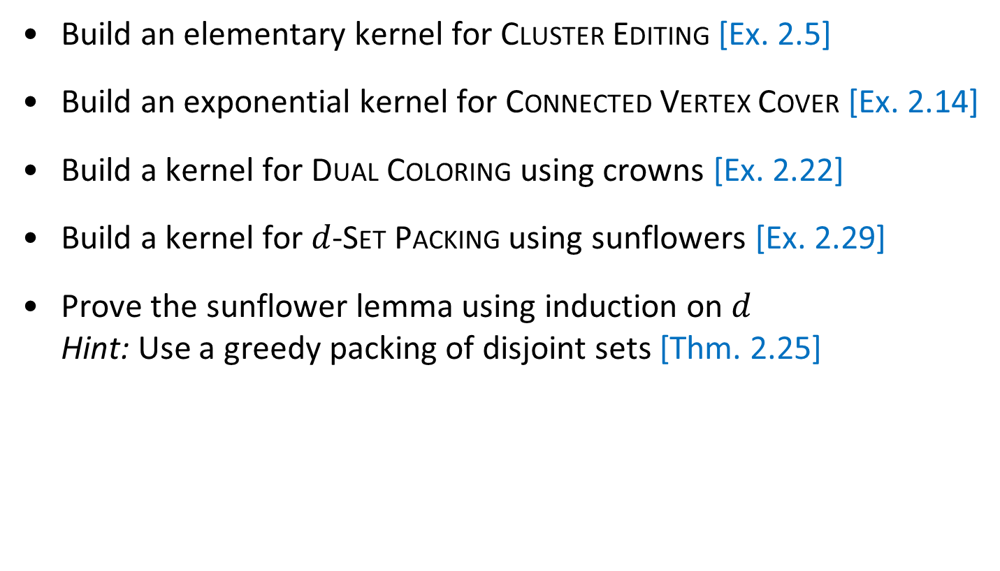 • Build an elementary kernel for CLUSTER EDITING [Ex. 2.5]
• Build an exponential kernel for CONNECTED VERTEX COVER [Ex. 2.14]
• Build a kernel for DUAL COLORING using crowns [Ex. 2.22]
• Build a kernel for d-SET PACKING using sunflowers [Ex. 2.29]
• Prove the sunflower lemma using induction on d
Hint: Use a greedy packing of disjoint sets [Thm. 2.25]